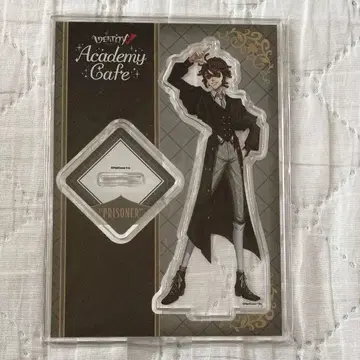 IDENTITY V
Academy
Cafe
"PRISONER"